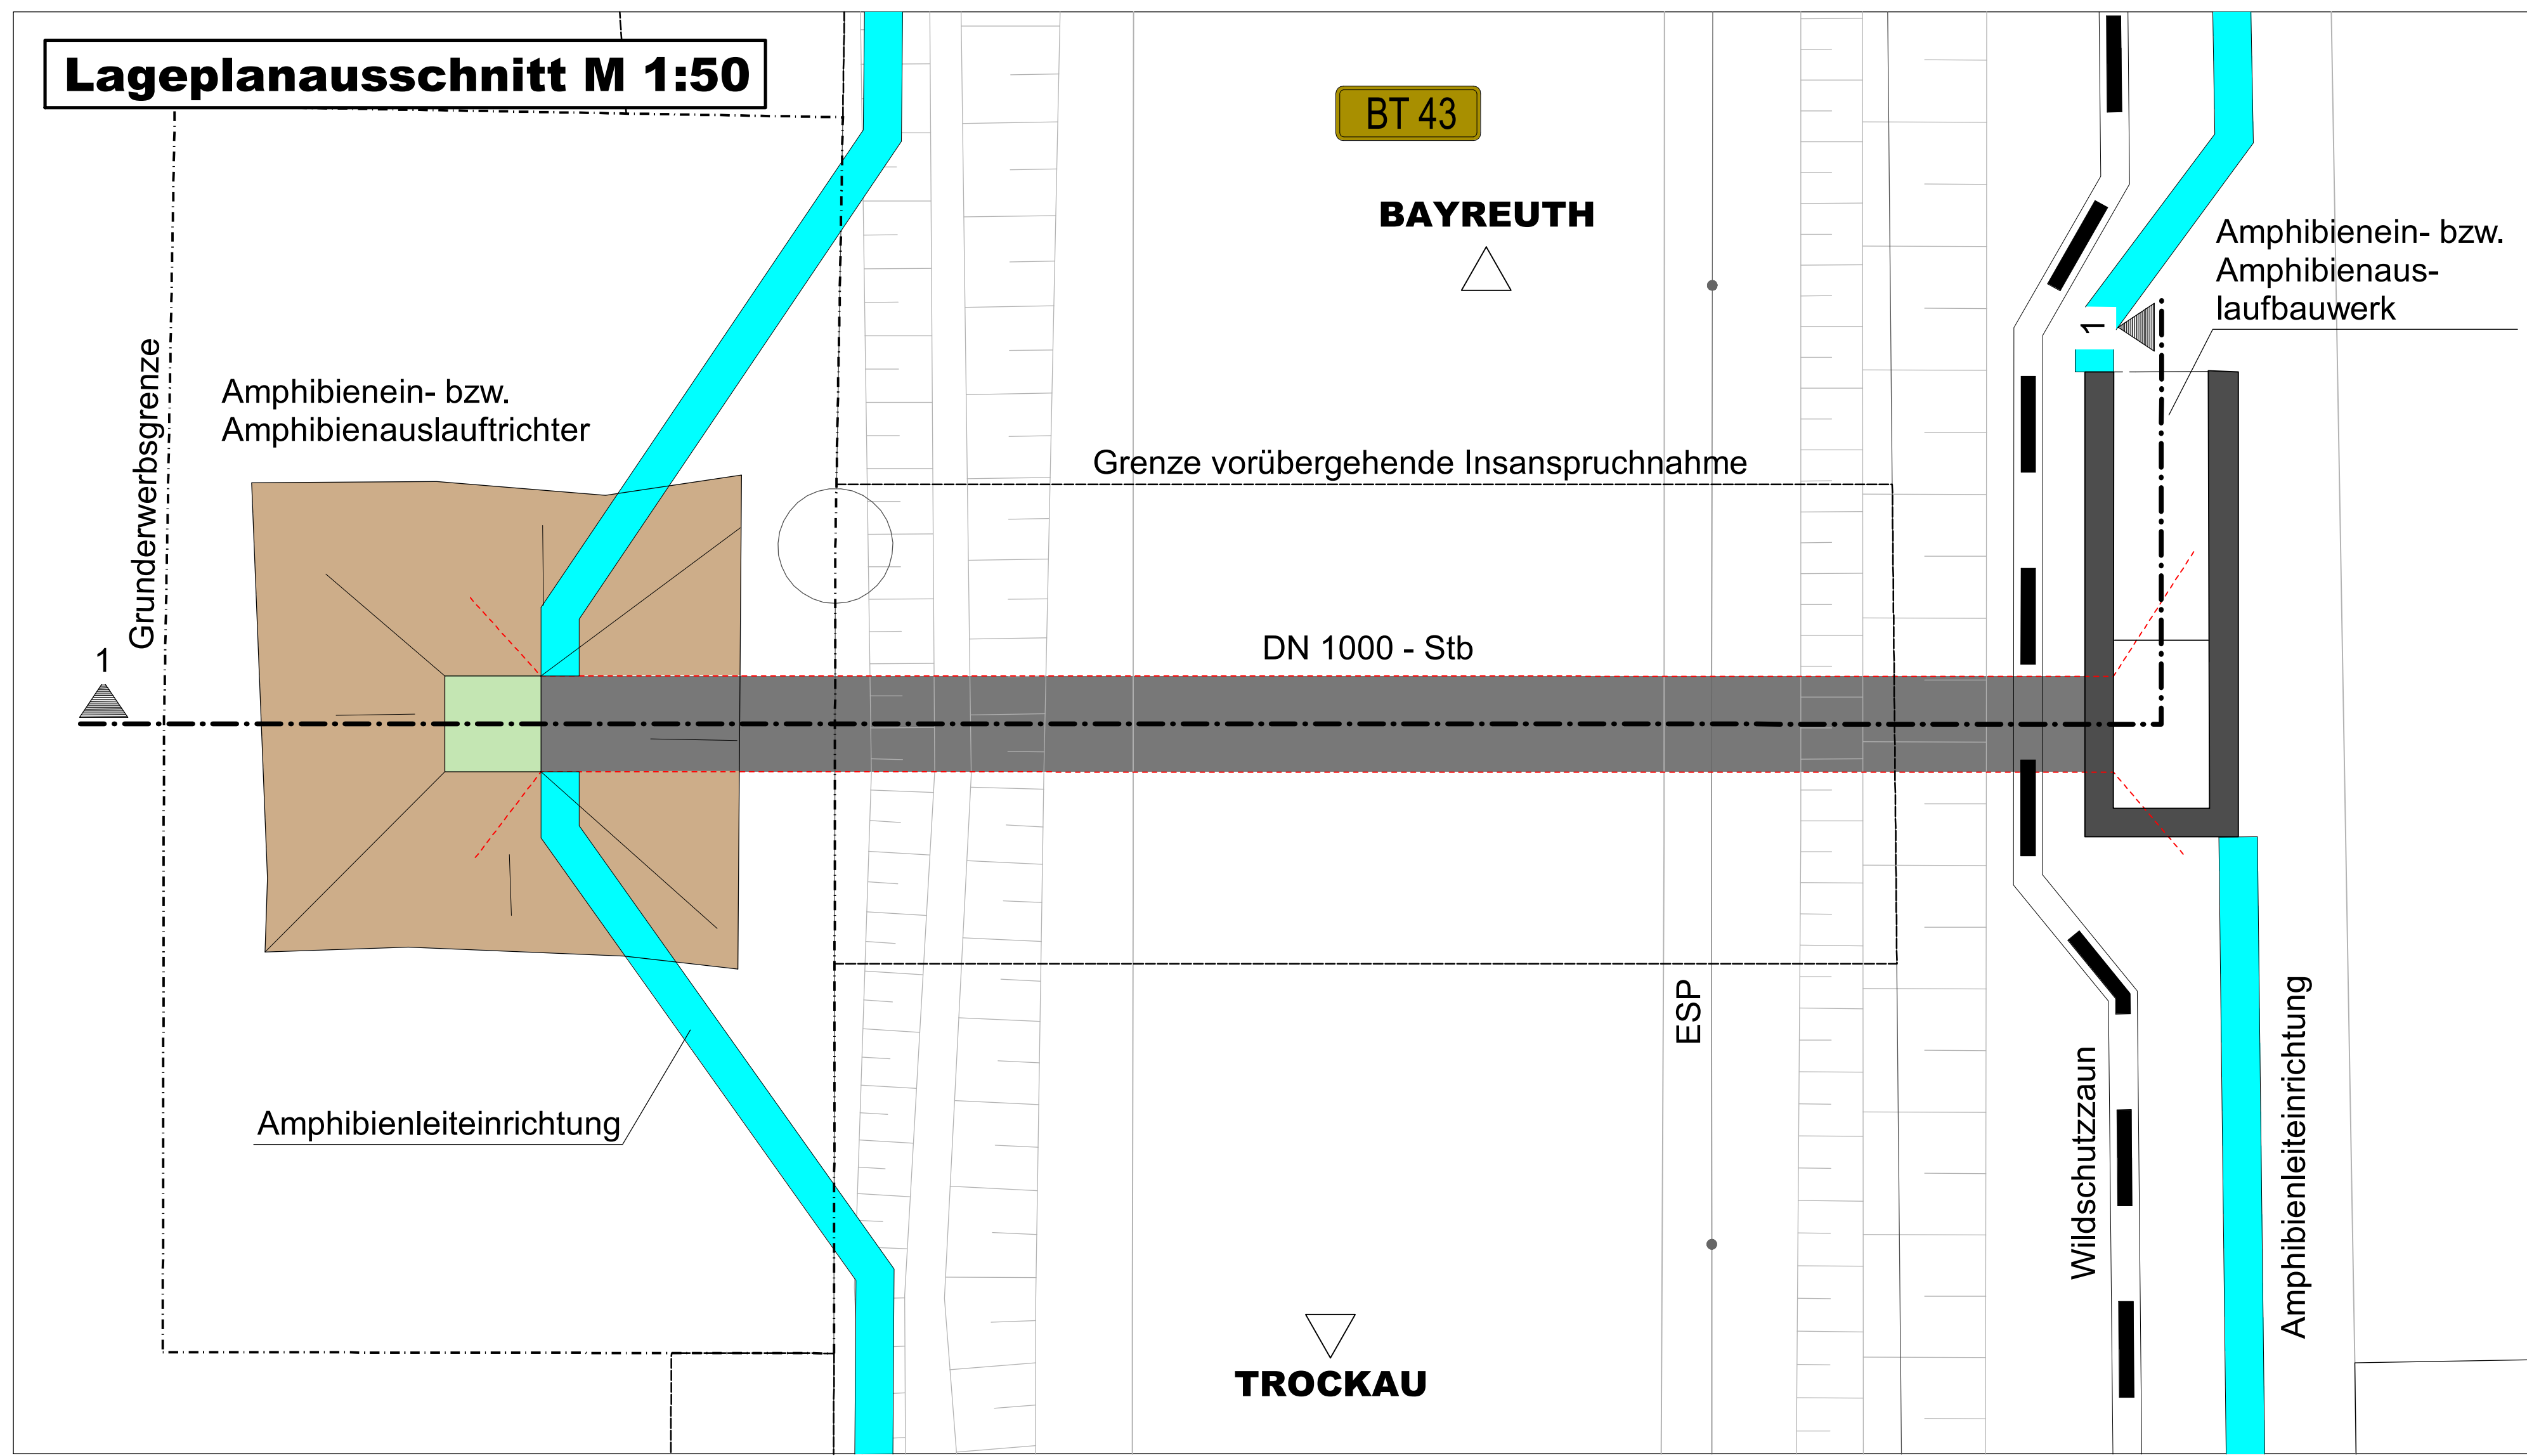 Lageplanausschnitt M 1:50
BT 43
BAYREUTH
Amphibienein- bzw.
Amphibienaus-
laufbauwerk
1
Grunderwerbsgrenze
Amphibienein- bzw.
Amphibienauslauftrichter
Grenze vorübergehende Insanspruchnahme
DN 1000 - Stb
1
ESP
Amphibienleiteinrichtung
Wildschutzzaun
Amphibienleiteinrichtung
TROCKAU